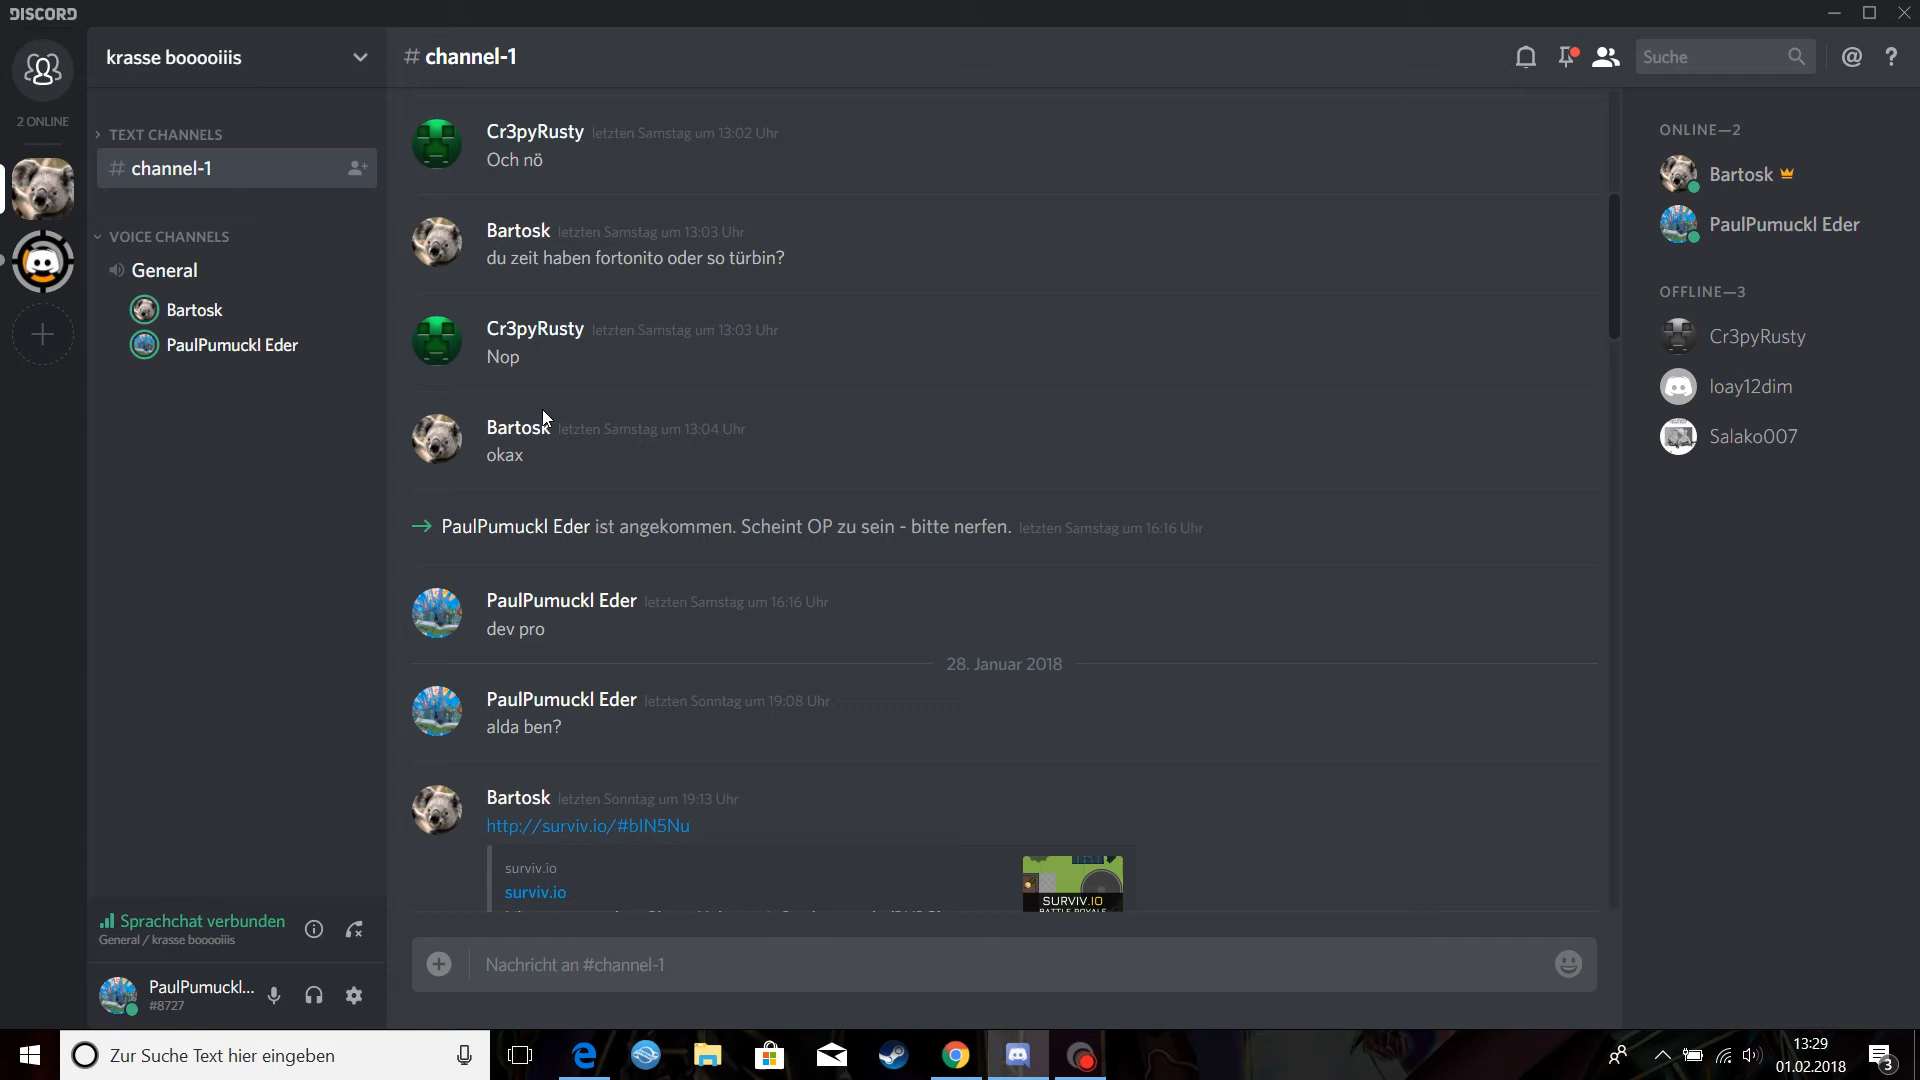 DISCORD
krasse booooiiis
# channel-1
Suche
2 ONLINE
TEXT CHANNELS
# channel-1
VOICE CHANNELS
General
Bartosk
PaulPumuckl Eder
Cr3pyRusty letzten Samstag um 13:02 Uhr
Och nö
Bartosk letzten Samstag um 13:03 Uhr
du zeit haben fortonito oder so türbin?
Cr3pyRusty letzten Samstag um 13:03 Uhr
Nop
Bartosk letzten Samstag um 13:04 Uhr
okax
PaulPumuckl Eder ist angekommen. Scheint OP zu sein - bitte nerfen. letzten Samstag um 16:16 Uhr
PaulPumuckl Eder letzten Samstag um 16:16 Uhr
dev pro
28. Januar 2018
PaulPumuckl Eder letzten Sonntag um 19:08 Uhr
alda ben?
Bartosk letzten Sonntag um 19:13 Uhr
http://surviv.io/#bIN5Nu
surviv.io
surviv.io
SURVIV.IO
BATTLE ROYALE
ONLINE—2
Bartosk
PaulPumuckl Eder
OFFLINE—3
Cr3pyRusty
loay12dim
Salako007
Sprachchat verbunden
General / krasse booooiiis
PaulPumuckl...
#8727
Nachricht an #channel-1
Zur Suche Text hier eingeben
13:29
01.02.2018
3